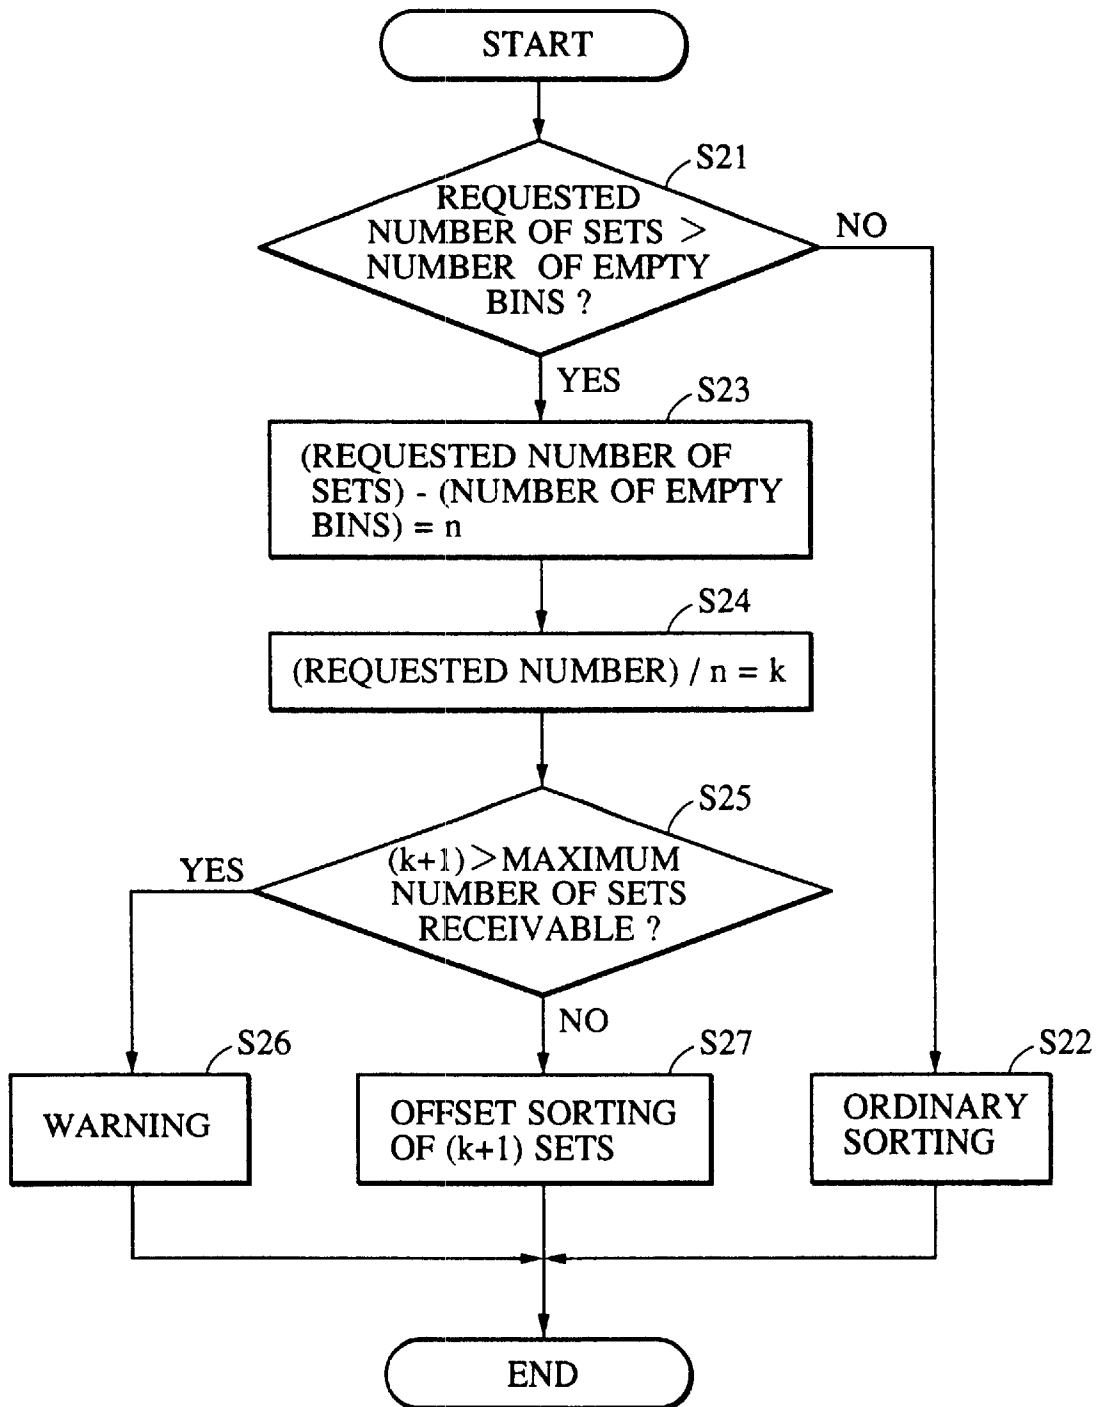 START
S21
REQUESTED
NUMBER OF SETS >
NUMBER OF EMPTY
BINS ?
NO
YES
S23
(REQUESTED NUMBER OF
SETS) - (NUMBER OF EMPTY
BINS) = n
S24
(REQUESTED NUMBER) / n = k
S25
(k+1) > MAXIMUM
NUMBER OF SETS
RECEIVABLE ?
YES
NO
S26
WARNING
S27
OFFSET SORTING
OF (k+1) SETS
S22
ORDINARY
SORTING
END